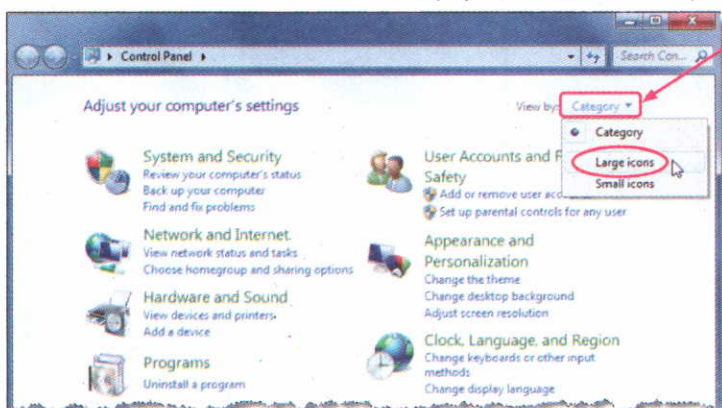 Control Panel
Search Con...
Adjust your computer's settings
View by: Category
Category
Large icons
Small icons
System and Security
Review your computer's status
Back up your computer
Find and fix problems
Network and Internet
View network status and tasks
Choose homegroup and sharing options
Hardware and Sound
View devices and printers
Add a device
Programs
Uninstall a program
User Accounts and
Safety
Add or remove user
Set up parental controls for any user
Appearance and
Personalization
Change the theme
Change desktop background
Adjust screen resolution
Clock, Language, and Region
Change keyboards or other input
methods
Change display language